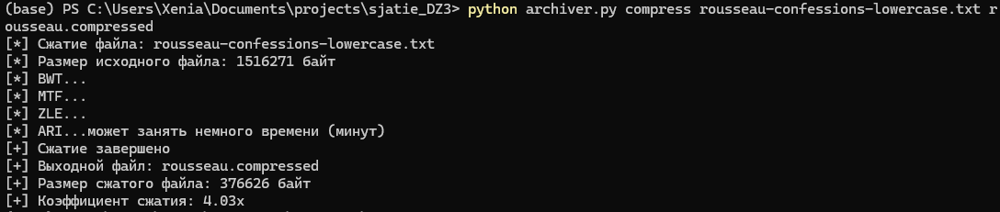 (base) PS C:\Users\Xenia\Documents\projects\sjatie_DZ3> python archiver.py compress rousseau-confessions-lowercase.txt r
ousseau.compressed
[*] Сжатие файла: rousseau-confessions-lowercase.txt
[*] Размер исходного файла: 1516271 байт
[*] BWT...
[*] MTF...
[*] ZLE...
[*] ARI...может занять немного времени (минут)
[+] Сжатие завершено
[+] Выходной файл: rousseau.compressed
[+] Размер сжатого файла: 376626 байт
[+] Коэффициент сжатия: 4.03x